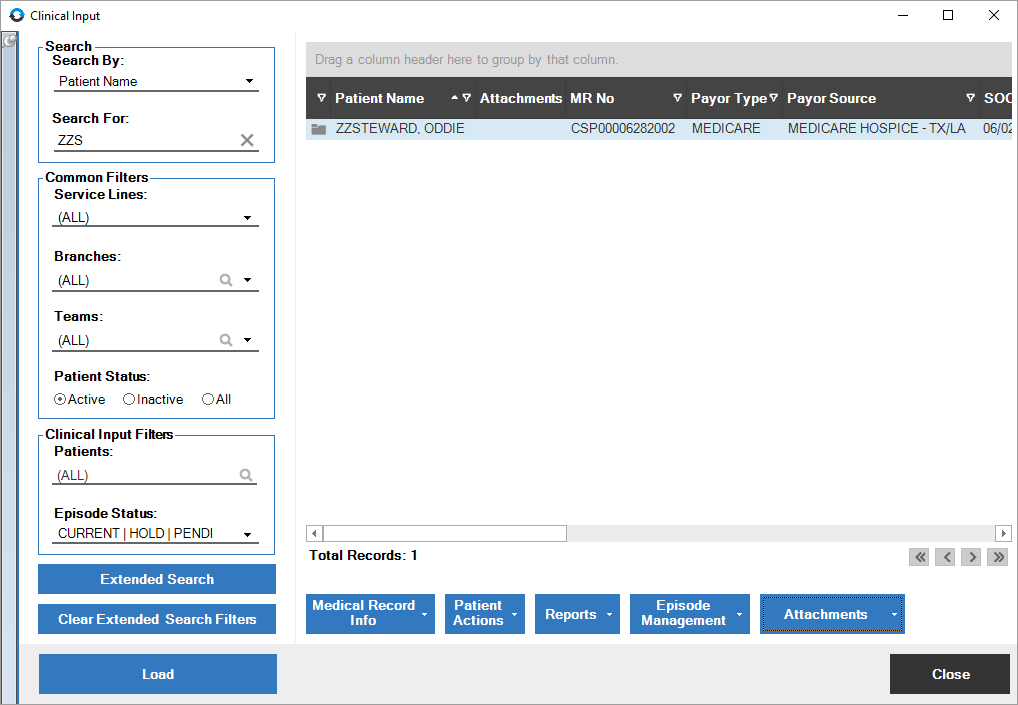 Clinical Input
Search
Search By:
Patient Name
Search For:
ZZS
Common Filters
Service Lines:
(ALL)
Branches:
(ALL)
Teams:
(ALL)
Patient Status:
Active Inactive All
Clinical Input Filters
Patients:
(ALL)
Episode Status:
CURRENT | HOLD | PENDI
Extended Search
Clear Extended Search Filters
Load
Drag a column header here to group by that column.
Patient Name Attachments MR No Payor Type Payor Source SOC
ZZSTEWARD, ODDIE CSP00006282002 MEDICARE MEDICARE HOSPICE - TX/LA 06/02
Total Records: 1
Medical Record
Info
Patient
Actions
Reports
Episode
Management
Attachments
Close